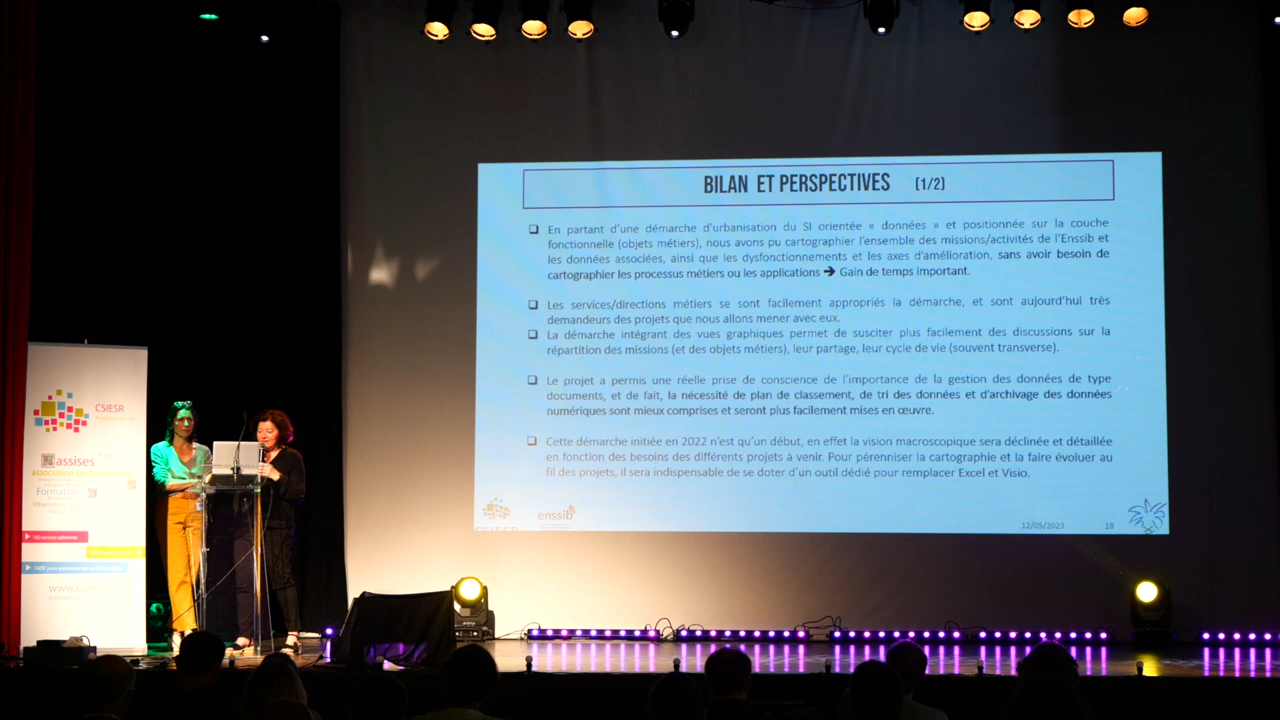 BILAN ET PERSPECTIVES (1/2)
❑ En partant d'une démarche d'urbanisation du SI orientée « données » et positionnée sur la couche
fonctionnelle (objets métiers), nous avons pu cartographier l'ensemble des missions/activités de l'Enssib et
les données associées, ainsi que les dysfonctionnements et les axes d'amélioration, sans avoir besoin de
cartographier les processus métiers ou les applications ➔ Gain de temps important.
❑ Les services/directions métiers se sont facilement appropriés la démarche, et sont aujourd'hui très
demandeurs des projets que nous allons mener avec eux.
❑ La démarche intégrant des vues graphiques permet de susciter plus facilement des discussions sur la
répartition des missions (et des objets métiers), leur partage, leur cycle de vie (souvent transverse).
❑ Le projet a permis une réelle prise de conscience de l'importance de la gestion des données de type
documents, et de fait, la nécessité de plan de classement, de tri des données et d'archivage des données
numériques sont mieux comprises et seront plus facilement mises en œuvre.
❑ Cette démarche initiée en 2022 n'est qu'un début, en effet la vision macroscopique sera déclinée et détaillée
en fonction des besoins des différents projets à venir. Pour pérenniser la cartographie et la faire évoluer au
fil des projets, il sera indispensable de se doter d'un outil dédié pour remplacer Excel et Visio.
CSIESR
enssib
12/05/2023
18
CSIESR
assises
association
Formation
www.